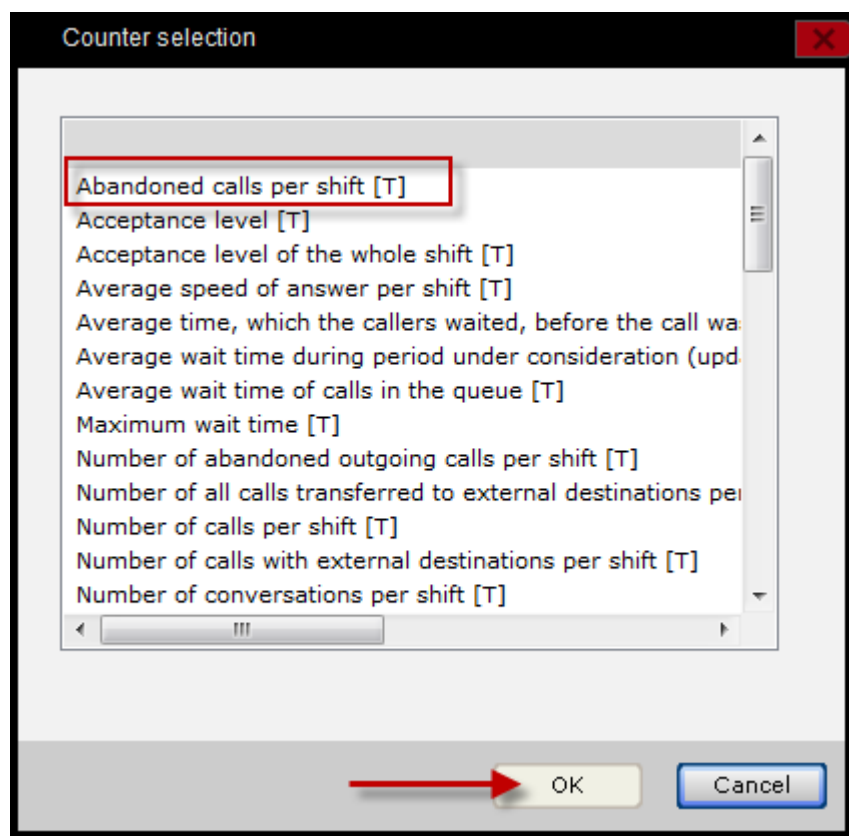 Counter selection
Abandoned calls per shift [T]
Acceptance level [T]
Acceptance level of the whole shift [T]
Average speed of answer per shift [T]
Average time, which the callers waited, before the call wa
Average wait time during period under consideration (upd
Average wait time of calls in the queue [T]
Maximum wait time [T]
Number of abandoned outgoing calls per shift [T]
Number of all calls transferred to external destinations per
Number of calls per shift [T]
Number of calls with external destinations per shift [T]
Number of conversations per shift [T]
OK Cancel